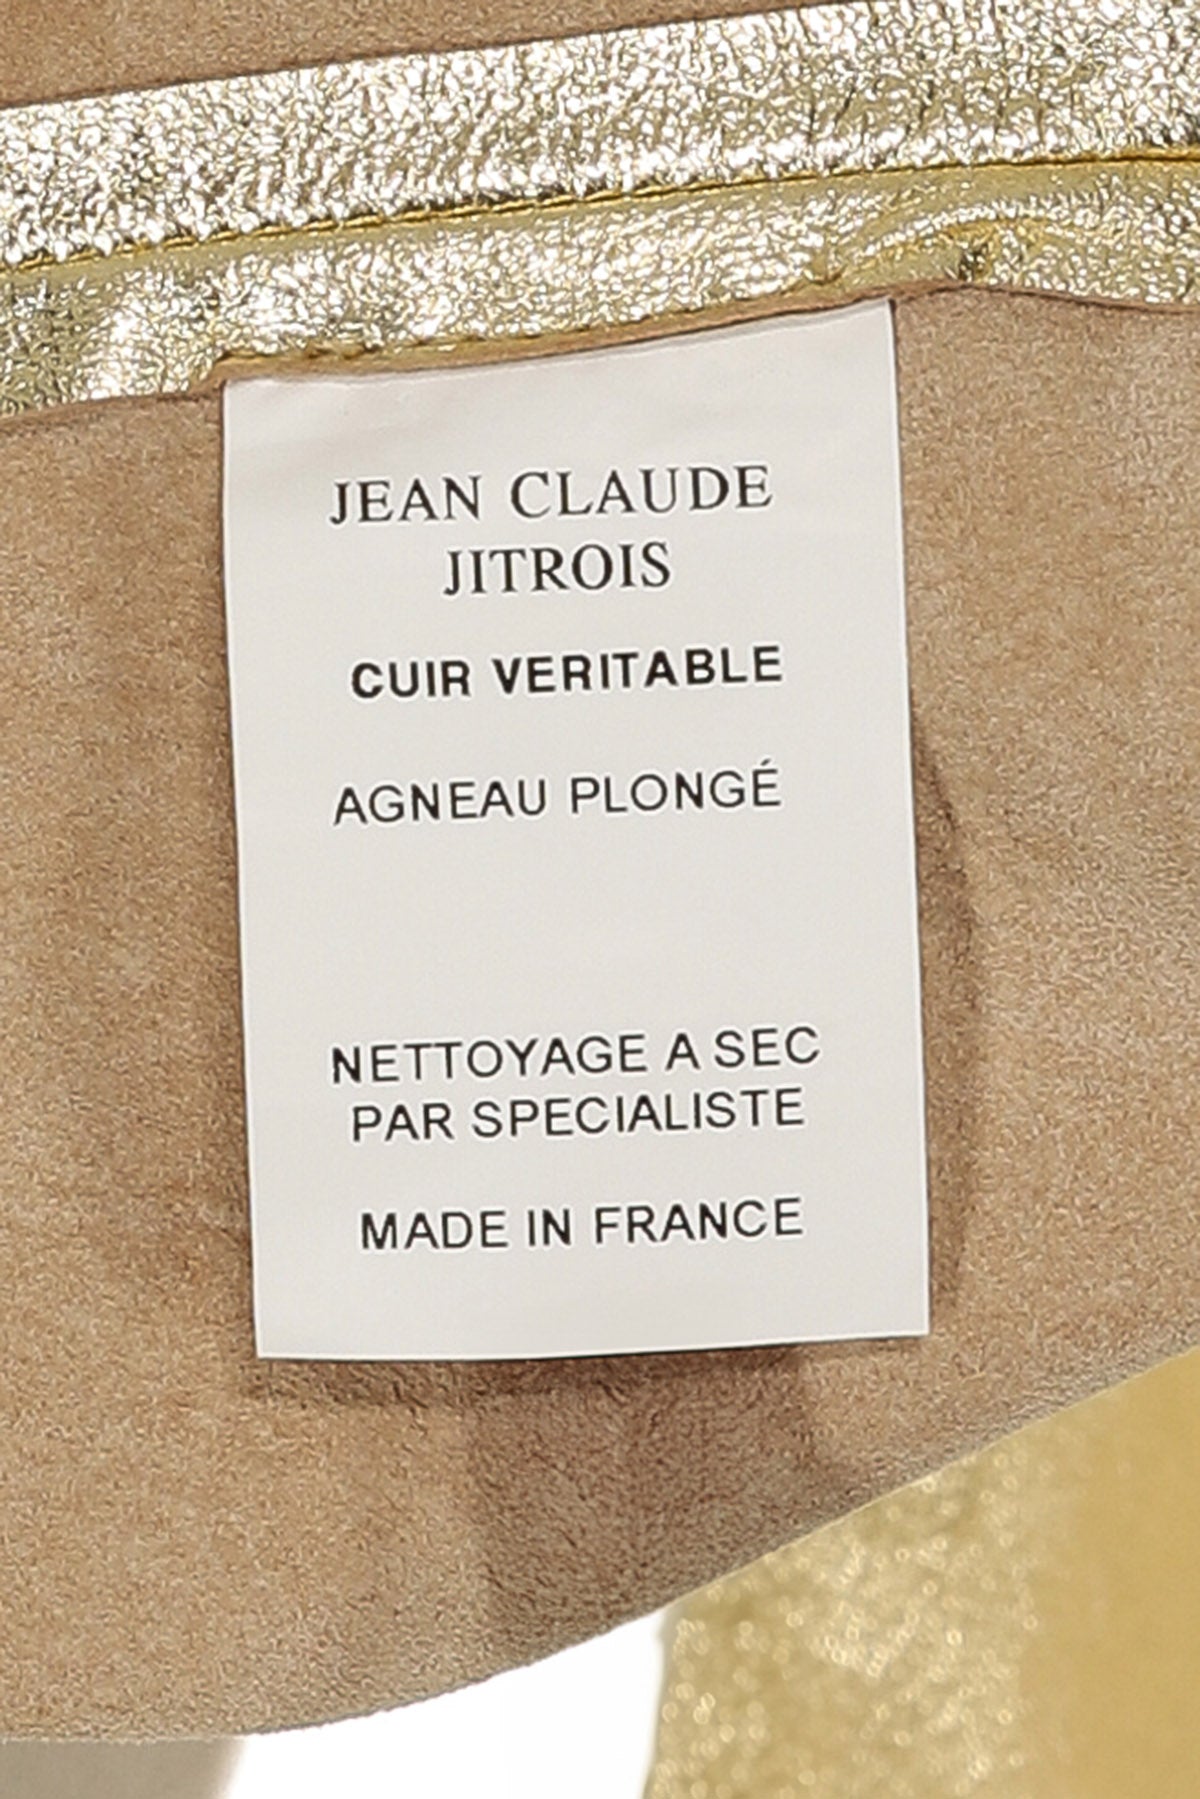 JEAN CLAUDE
JITROIS
CUIR VERITABLE
AGNEAU PLONGÉ
NETTOYAGE A SEC
PAR SPECIALISTE
MADE IN FRANCE